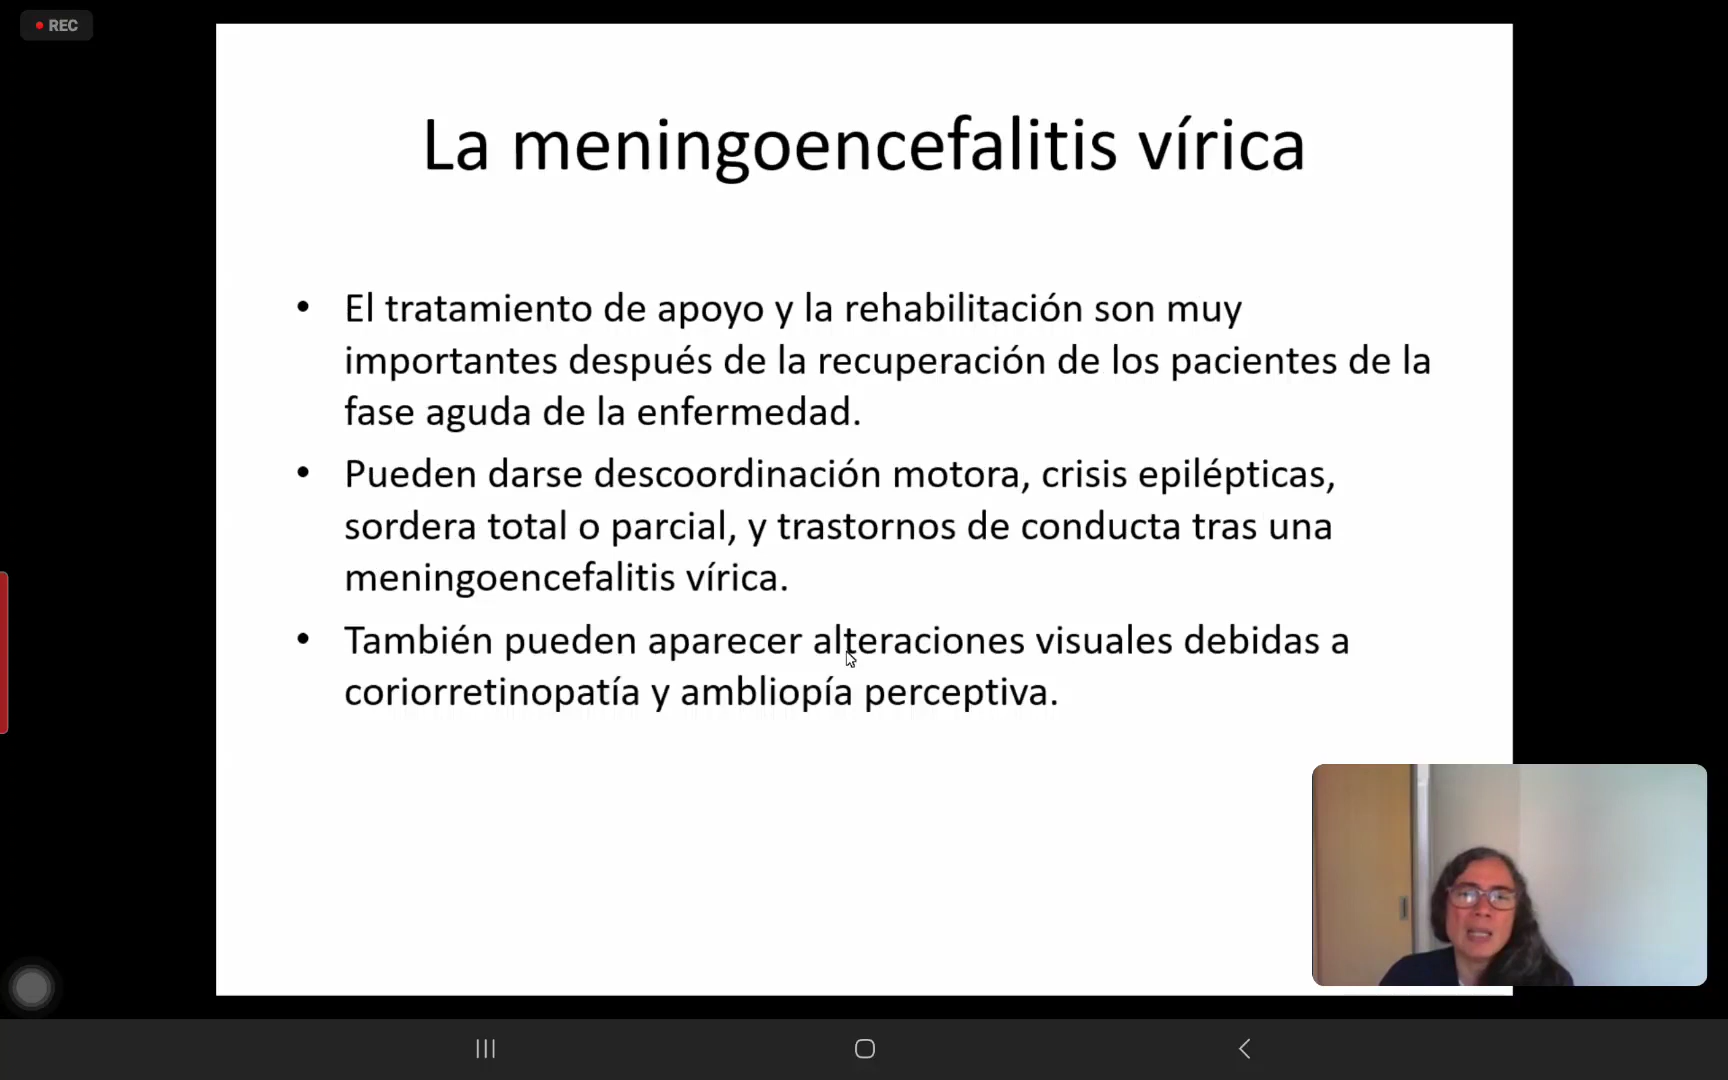 REC
La meningoencefalitis vírica
• El tratamiento de apoyo y la rehabilitación son muy
importantes después de la recuperación de los pacientes de la
fase aguda de la enfermedad.
• Pueden darse descoordinación motora, crisis epilépticas,
sordera total o parcial, y trastornos de conducta tras una
meningoencefalitis vírica.
• También pueden aparecer alteraciones visuales debidas a
coriorretinopatía y ambliopía perceptiva.